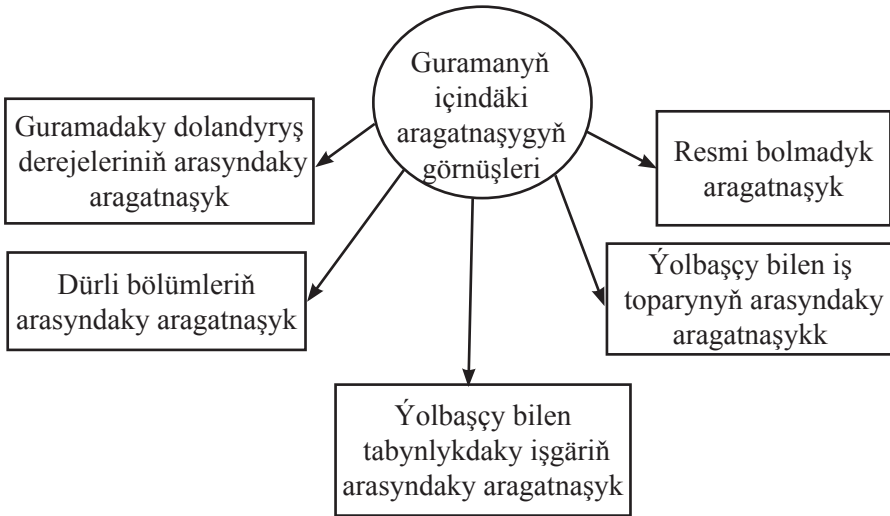 Guramanyň
içindäki
aragatnaşygyň
görnüşleri
Guramadaky dolandyryş
derejeleriniň arasyndaky
aragatnaşyk
Resmi bolmadyk
aragatnaşyk
Dürli bölümleriň
arasyndaky aragatnaşyk
Ýolbaşçy bilen iş
toparynyň arasyndaky
aragatnaşykk
Ýolbaşçy bilen
tabynlykdaky işgäriň
arasyndaky aragatnaşyk